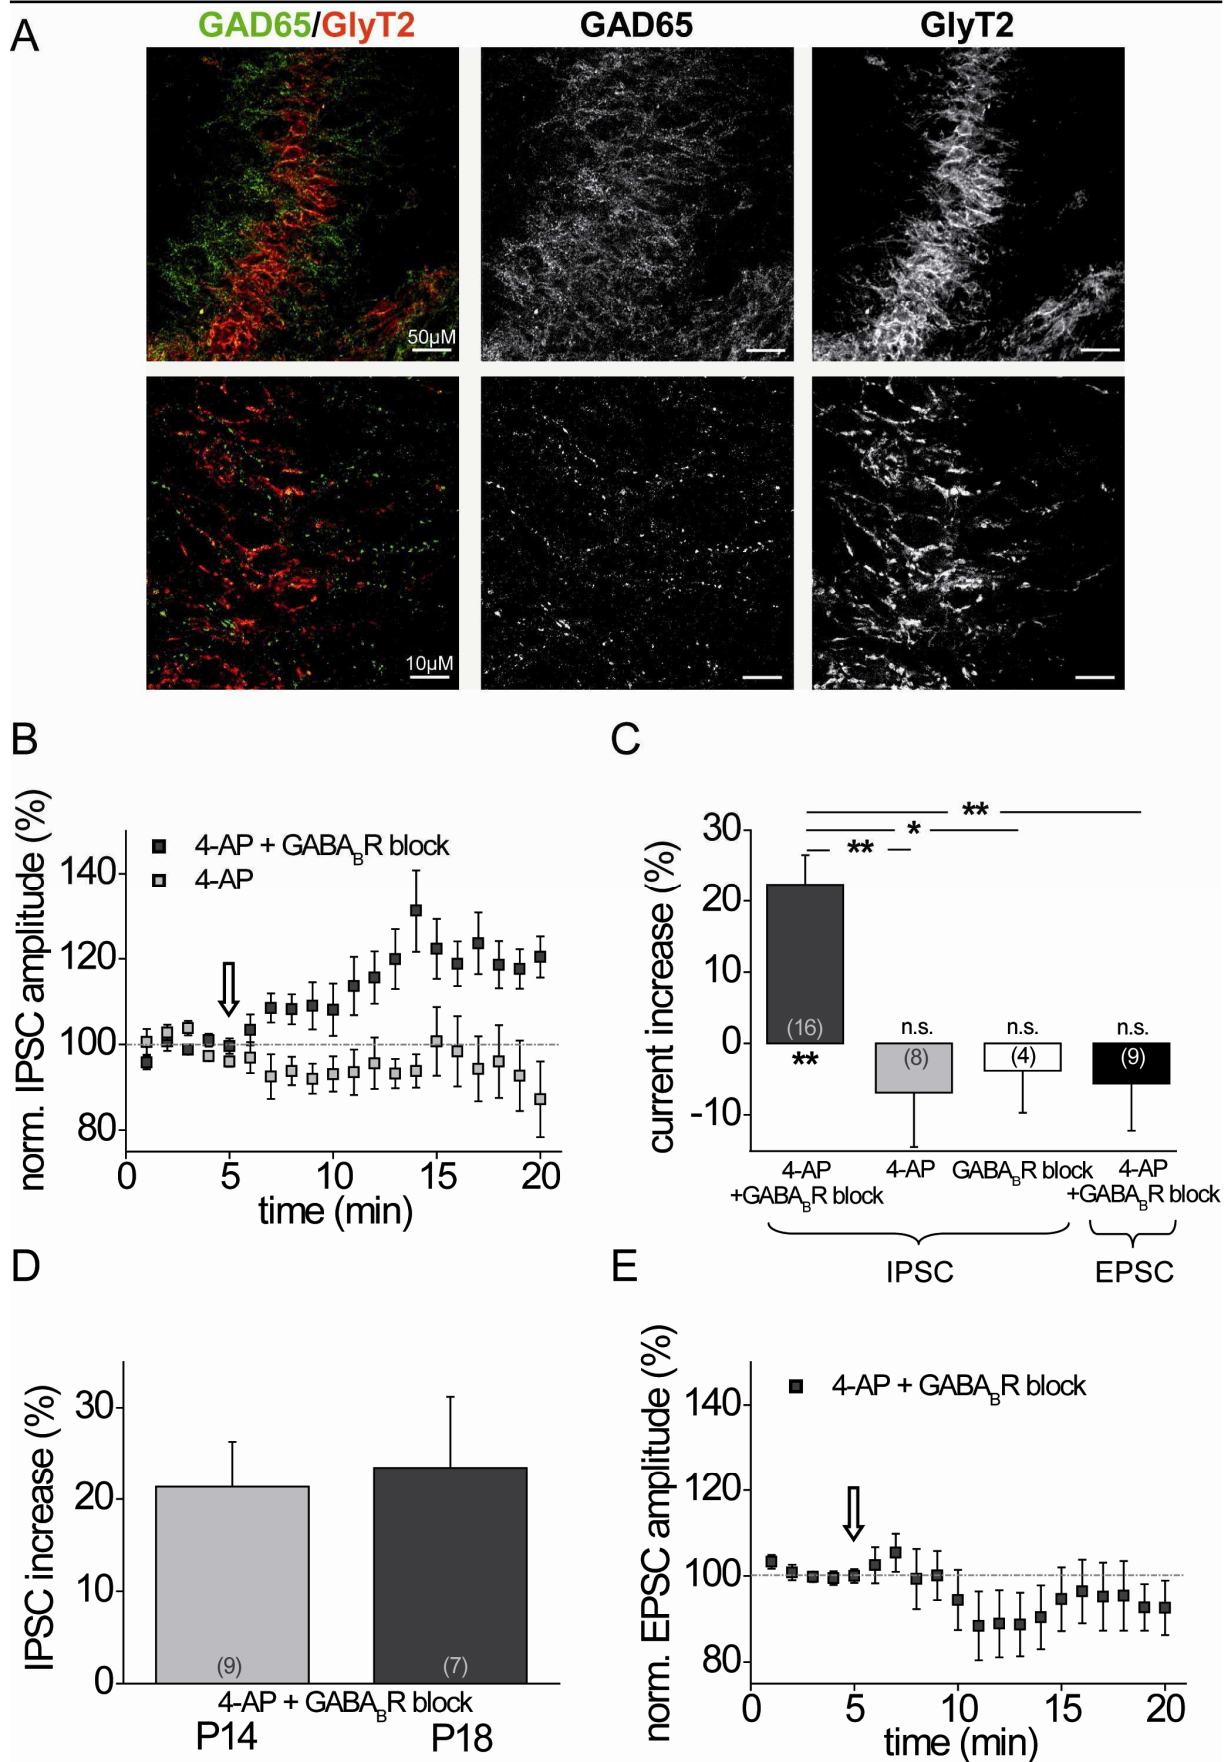 A
GAD65/GlyT2 GAD65 GlyT2
50µM
10µM
B
norm. IPSC amplitude (%)
140
120
100
80
4-AP + GABABR block
4-AP
0 5 10 15 20
time (min)
C
current increase (%)
30
20
10
0
-10
**
*
**
(16)
**
n.s.
(8)
n.s.
(4)
n.s.
(9)
4-AP
+GABABR block
4-AP
GABABR block
4-AP
+GABABR block
IPSC
EPSC
D
IPSC increase (%)
30
20
10
0
(9)
(7)
4-AP + GABABR block
P14 P18
E
norm. EPSC amplitude (%)
140
120
100
80
4-AP + GABABR block
0 5 10 15 20
time (min)